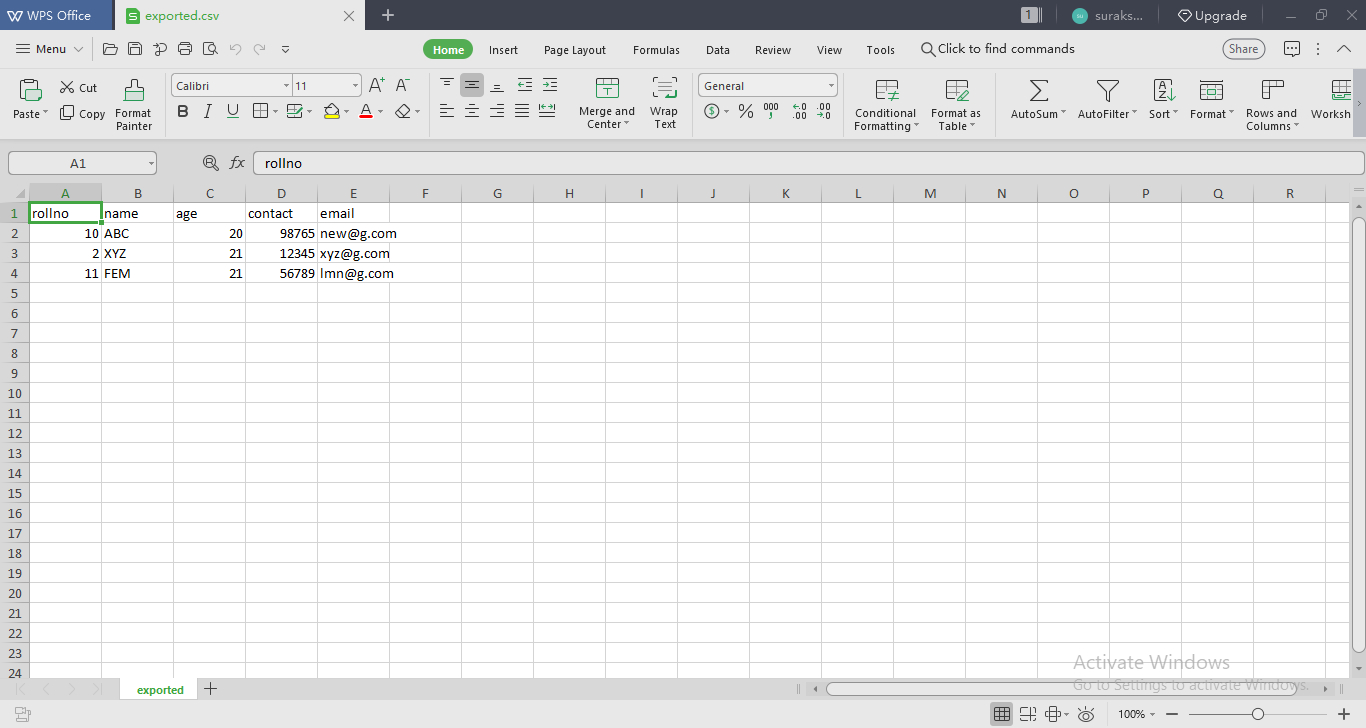 WPS Office exported.csv 1 su suraks... Upgrade
Menu Home Insert Page Layout Formulas Data Review View Tools Click to find commands Share
Paste Cut Copy Format Painter
Calibri 11
B I U A
Merge and Center Wrap Text
General
Conditional Formatting Format as Table AutoSum AutoFilter Sort Format Rows and Columns Worksh
A1 fx rollno
A B C D E F G H I J K L M N O P Q R
1 rollno name age contact email
2 10 ABC 20 98765 new@g.com
3 2 XYZ 21 12345 xyz@g.com
4 11 FEM 21 56789 lmn@g.com
5
6
7
8
9
10
11
12
13
14
15
16
17
18
19
20
21
22
23
24
Activate Windows
Go to Settings to activate Windows.
exported
100%